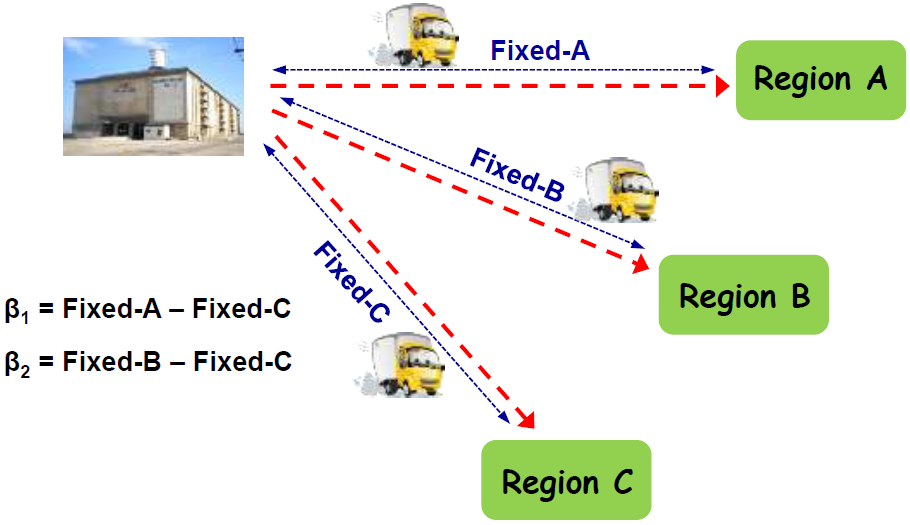 Fixed-A
Region A
Fixed-B
Region B
Fixed-C
β₁ = Fixed-A – Fixed-C
β₂ = Fixed-B – Fixed-C
Region C